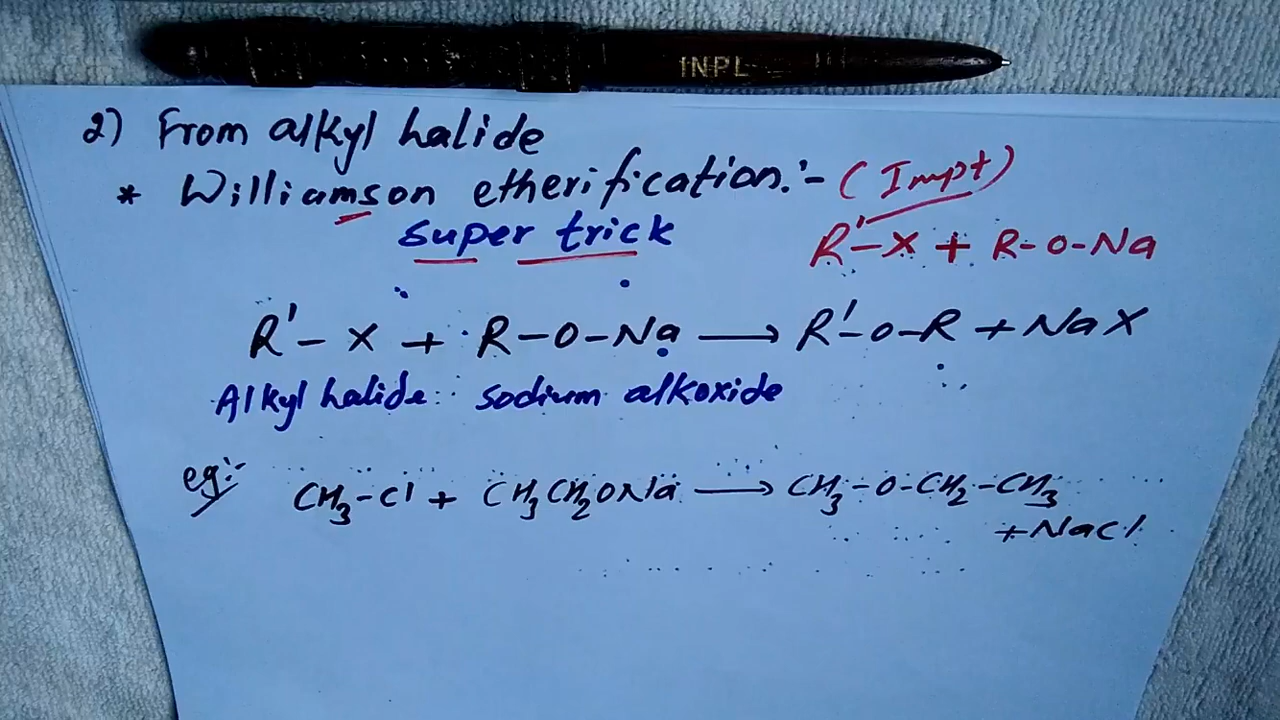 INPL
2) From alkyl halide
* Williamson etherification:- (Impt)
super trick
R'-X + R-O-Na
R'-X + R-O-Na ⟶ R'-O-R + NaX
Alkyl halide sodium alkoxide
eg:- CH₃-Cl + CH₃CH₂ONa ⟶ CH₃-O-CH₂-CH₃
+NaCl